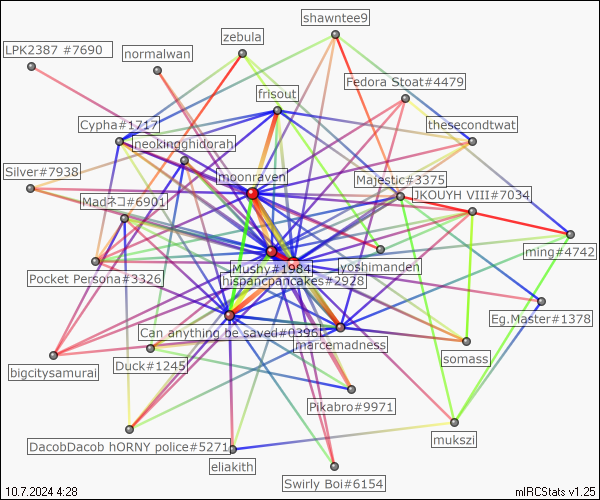 shawntee9
zebula
LPK2387 #7690
normalwan
Fedora Stoat#4479
frisout
Cypha#1717
thesecondtwat
neokingghidorah
Silver#7938
moonraven
Majestic#3375
JKOUYH VIII#7034
Madネコ#6901
ming#4742
Mushy#1984
yoshimanden
Pocket Persona#3326
hispanicpancakes#2928
Eg.Master#1378
Can anything be saved#0396
marcemadness
somass
bigcitysamurai
Duck#1245
Pikabro#9971
mukszi
DacobDacob hORNY police#5271
eliakith
Swirly Boi#6154
10.7.2024 4:28
mIRCStats v1.25